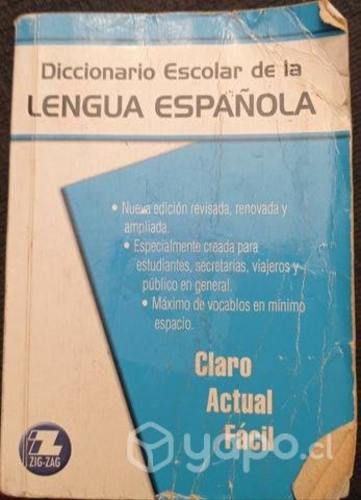 Diccionario Escolar de la
LENGUA ESPAÑOLA
• Nueva edición revisada, renovada y
ampliada.
• Especialmente creada para
estudiantes, secretarias, viajeros y
público en general.
• Máximo de vocablos en mínimo
espacio.
Claro
Actual
Fácil
ZIG-ZAG
yapo.cl